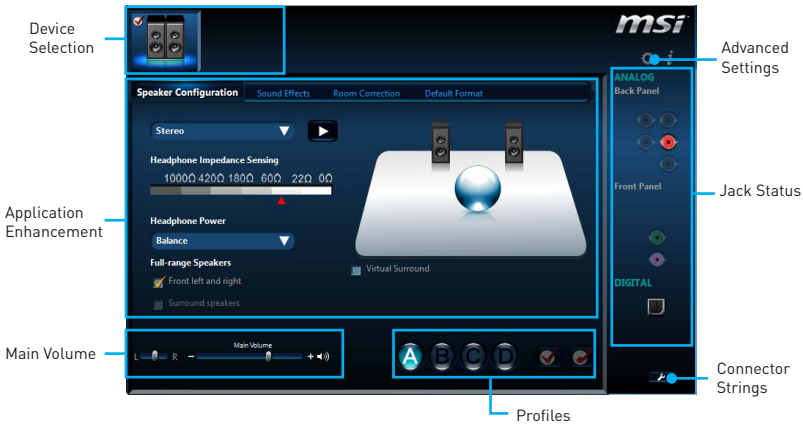 Device
Selection
msi
Advanced
Settings
ANALOG
Back Panel
Speaker Configuration
Sound Effects
Room Correction
Default Format
Stereo
Headphone Impedance Sensing
1000Ω 420Ω 180Ω 60Ω 22Ω 0Ω
Front Panel
Jack Status
Application
Enhancement
Headphone Power
Balance
Full-range Speakers
Front left and right
Surround speakers
Virtual Surround
DIGITAL
Main Volume
Main Volume
L
R
A
B
C
D
Connector
Strings
Profiles